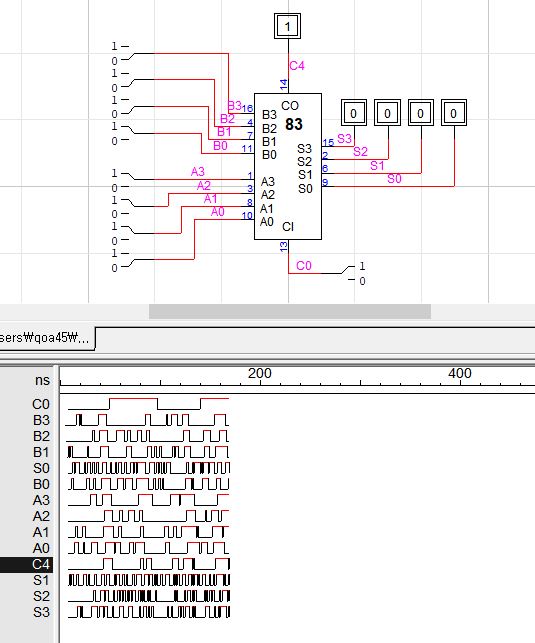 1
C4
14
1
0
1
0
1
0
1
0
B3 16
B2 4
B1 7
B0 11
B3
B2
B1
B0
CO
83
0 0 0 0
S3
S2
S1
S0
15 S3
2 S2
6 S1
9 S0
1
0
1
0
1
0
1
0
A3 1
A2 3
A1 8
A0 10
A3
A2
A1
A0
CI
13
C0
1
0
sers₩qoa45₩...
ns 200 400
C0
B3
B2
B1
S0
B0
A3
A2
A1
A0
C4
S1
S2
S3